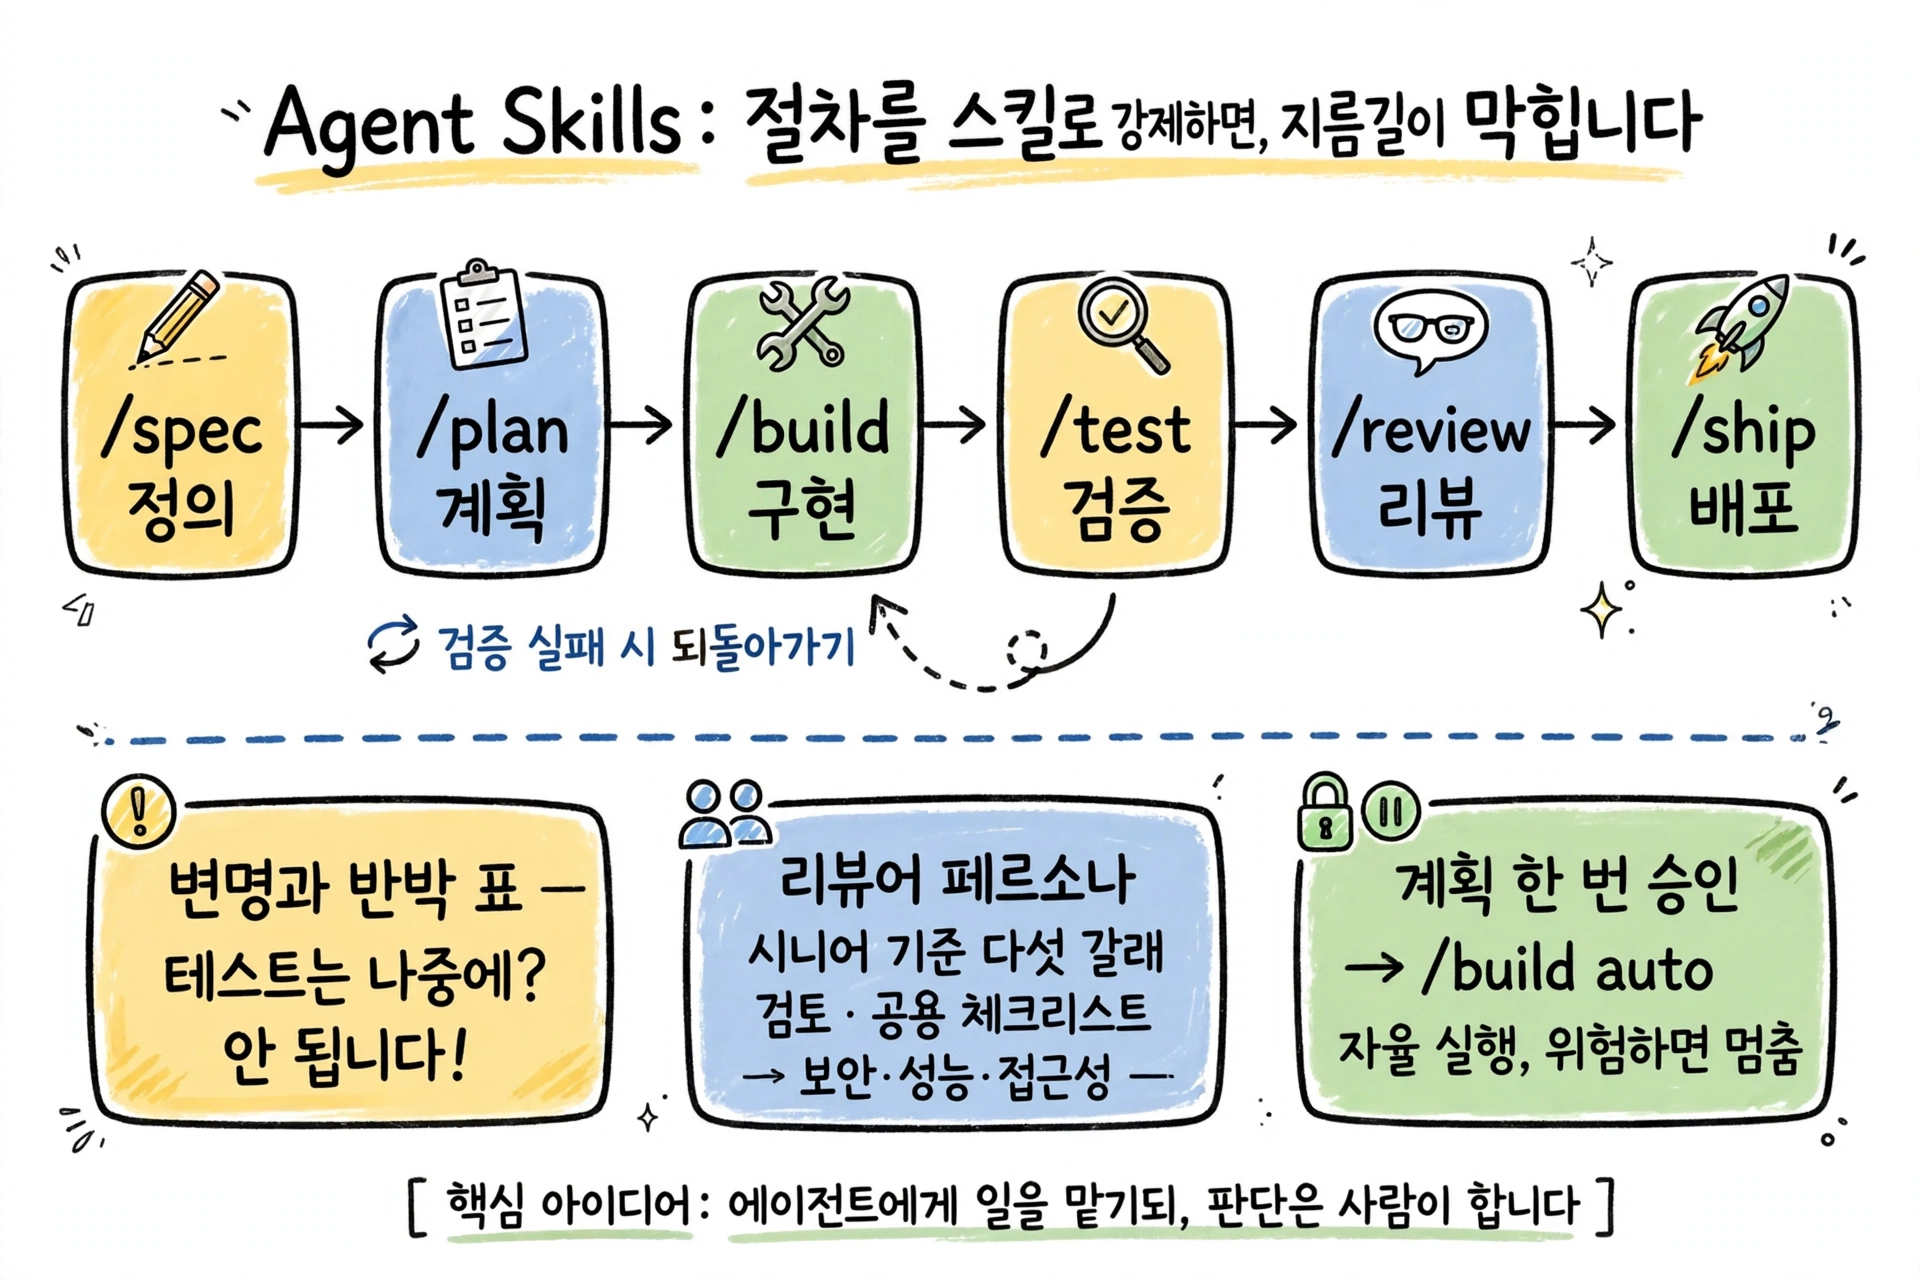 Agent Skills: 절차를 스킬로 강제하면, 지름길이 막힙니다
/spec
정의
/plan
계획
/build
구현
/test
검증
/review
리뷰
/ship
배포
검증 실패 시 되돌아가기
변명과 반박 표 —
테스트는 나중에?
안 됩니다!
리뷰어 페르소나
시니어 기준 다섯 갈래
검토 · 공용 체크리스트
→ 보안·성능·접근성 —
계획 한 번 승인
→ /build auto
자율 실행, 위험하면 멈춤
[ 핵심 아이디어: 에이전트에게 일을 맡기되, 판단은 사람이 합니다 ]